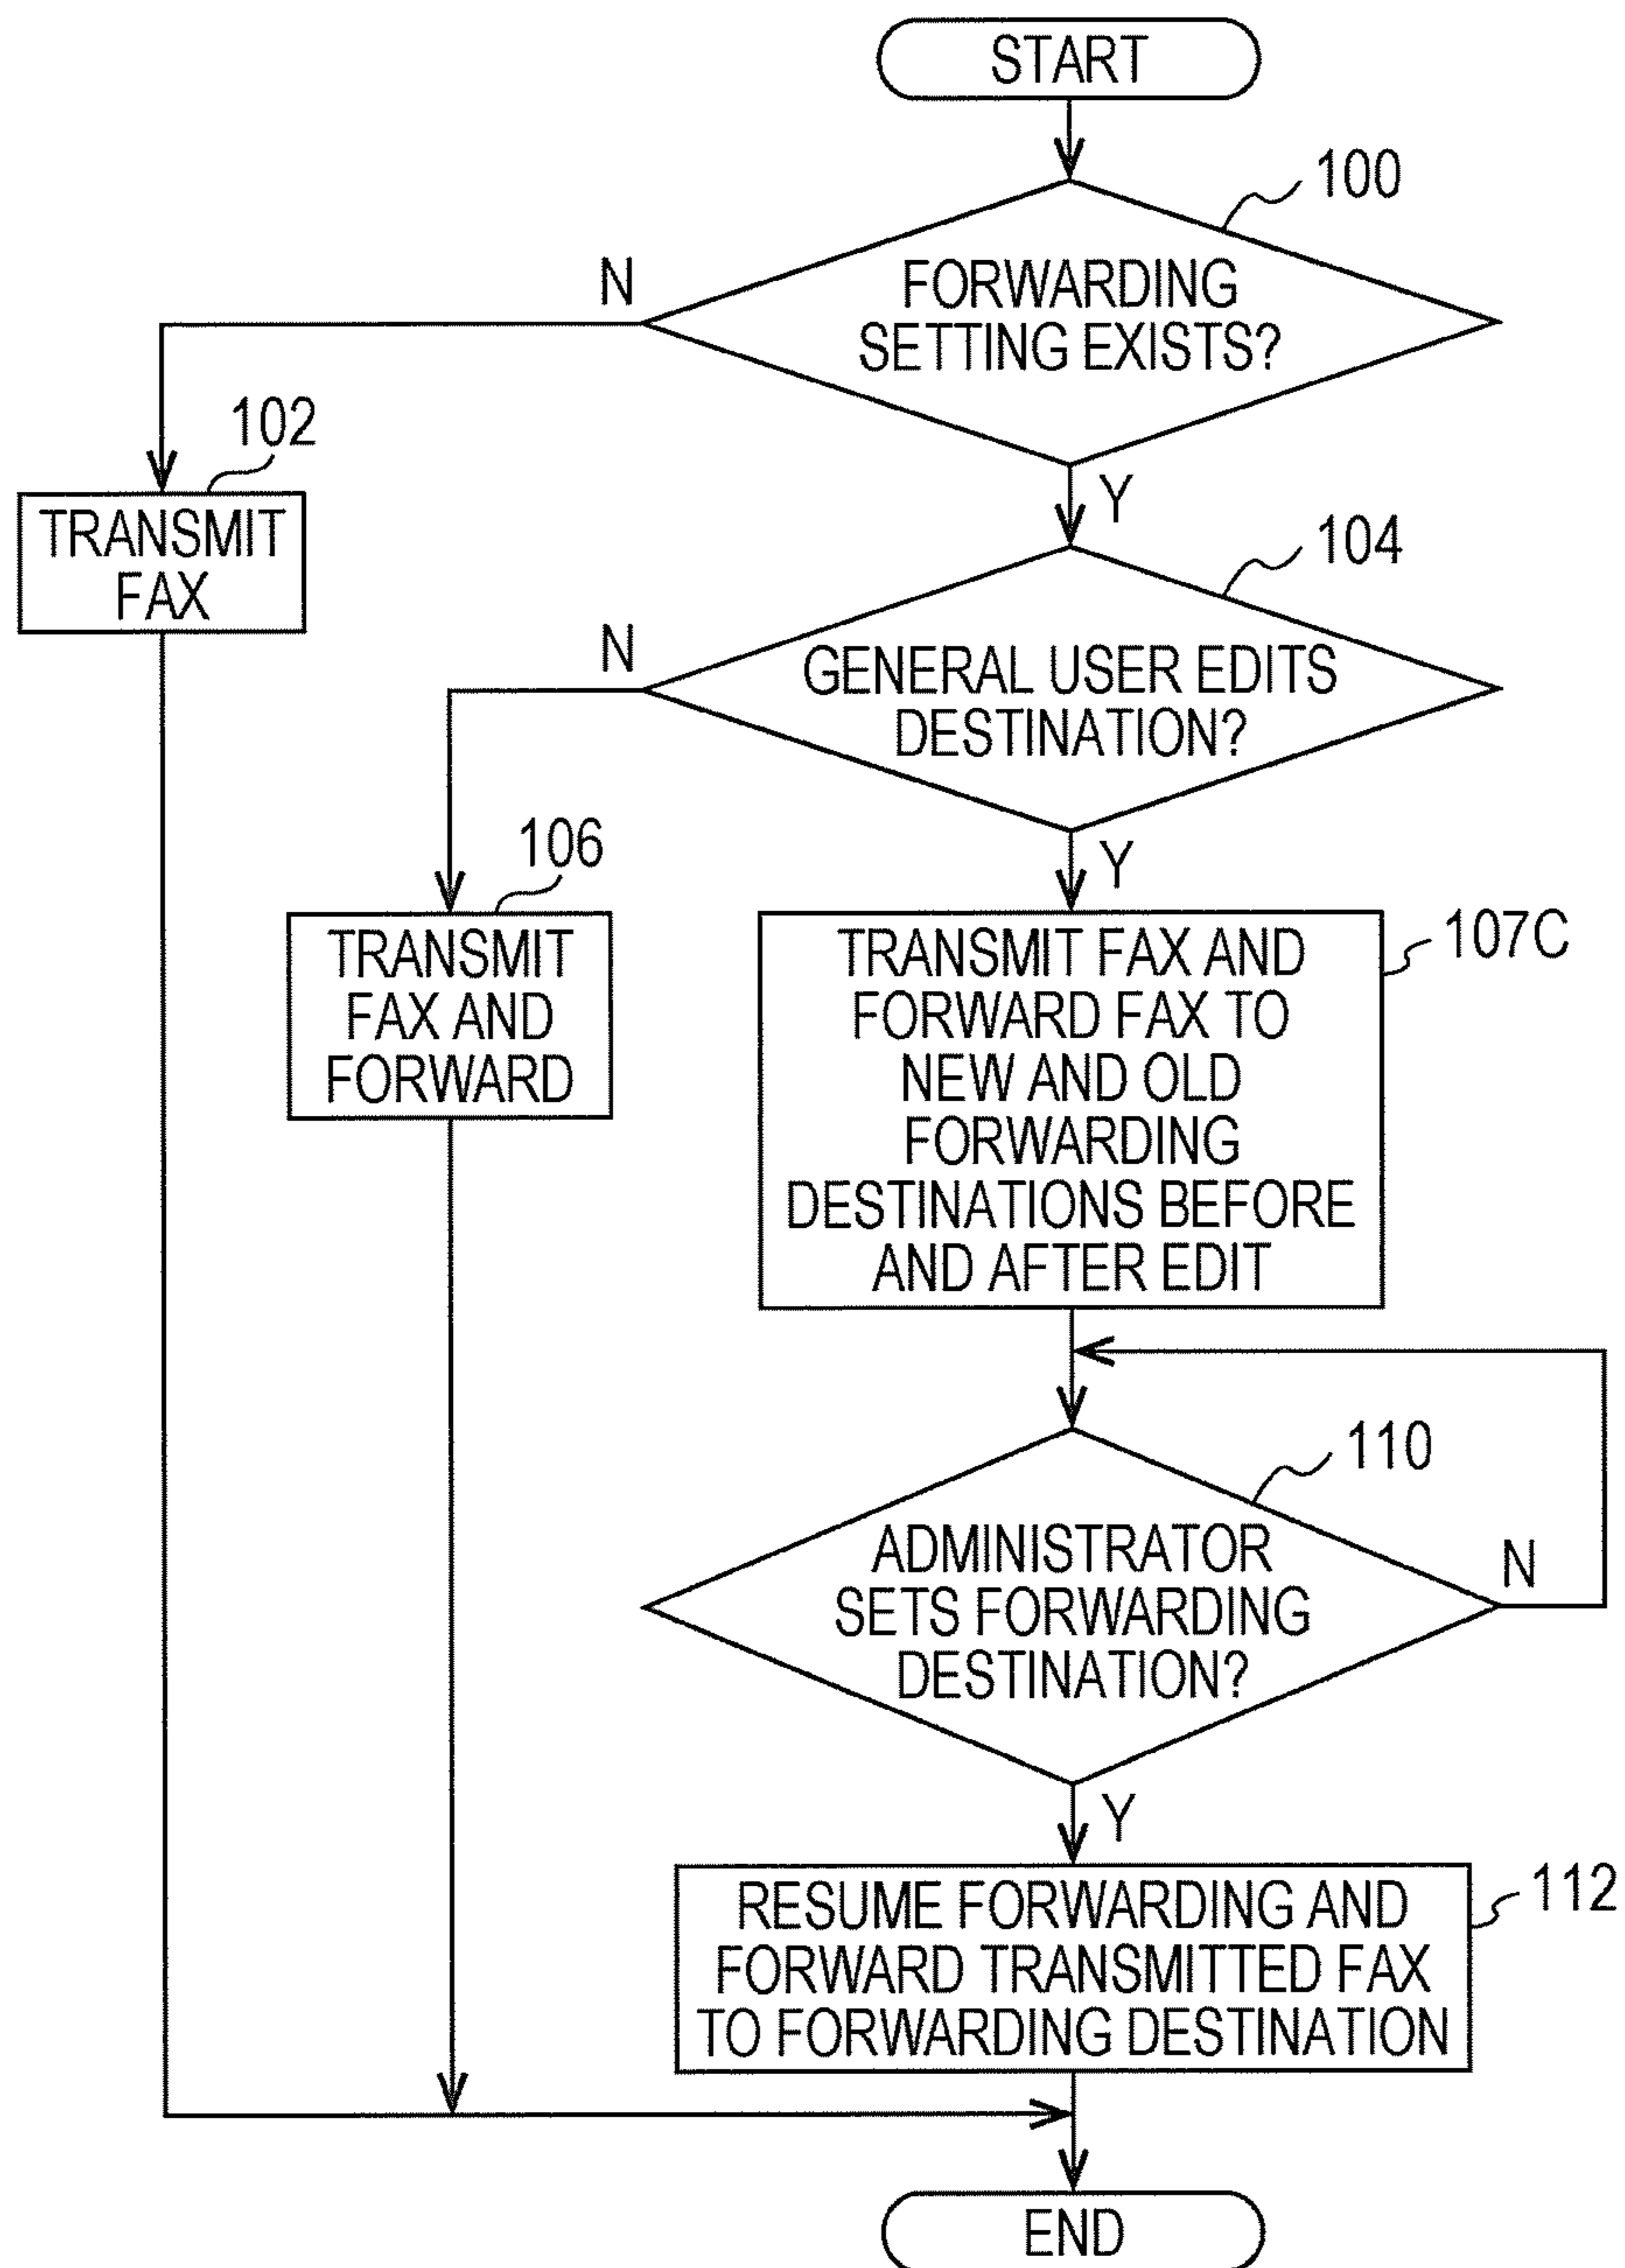 START
100
FORWARDING
SETTING EXISTS?
N
Y
102
TRANSMIT
FAX
104
GENERAL USER EDITS
DESTINATION?
N
Y
106
TRANSMIT
FAX AND
FORWARD
107C
TRANSMIT FAX AND
FORWARD FAX TO
NEW AND OLD
FORWARDING
DESTINATIONS BEFORE
AND AFTER EDIT
110
ADMINISTRATOR
SETS FORWARDING
DESTINATION?
N
Y
112
RESUME FORWARDING AND
FORWARD TRANSMITTED FAX
TO FORWARDING DESTINATION
END